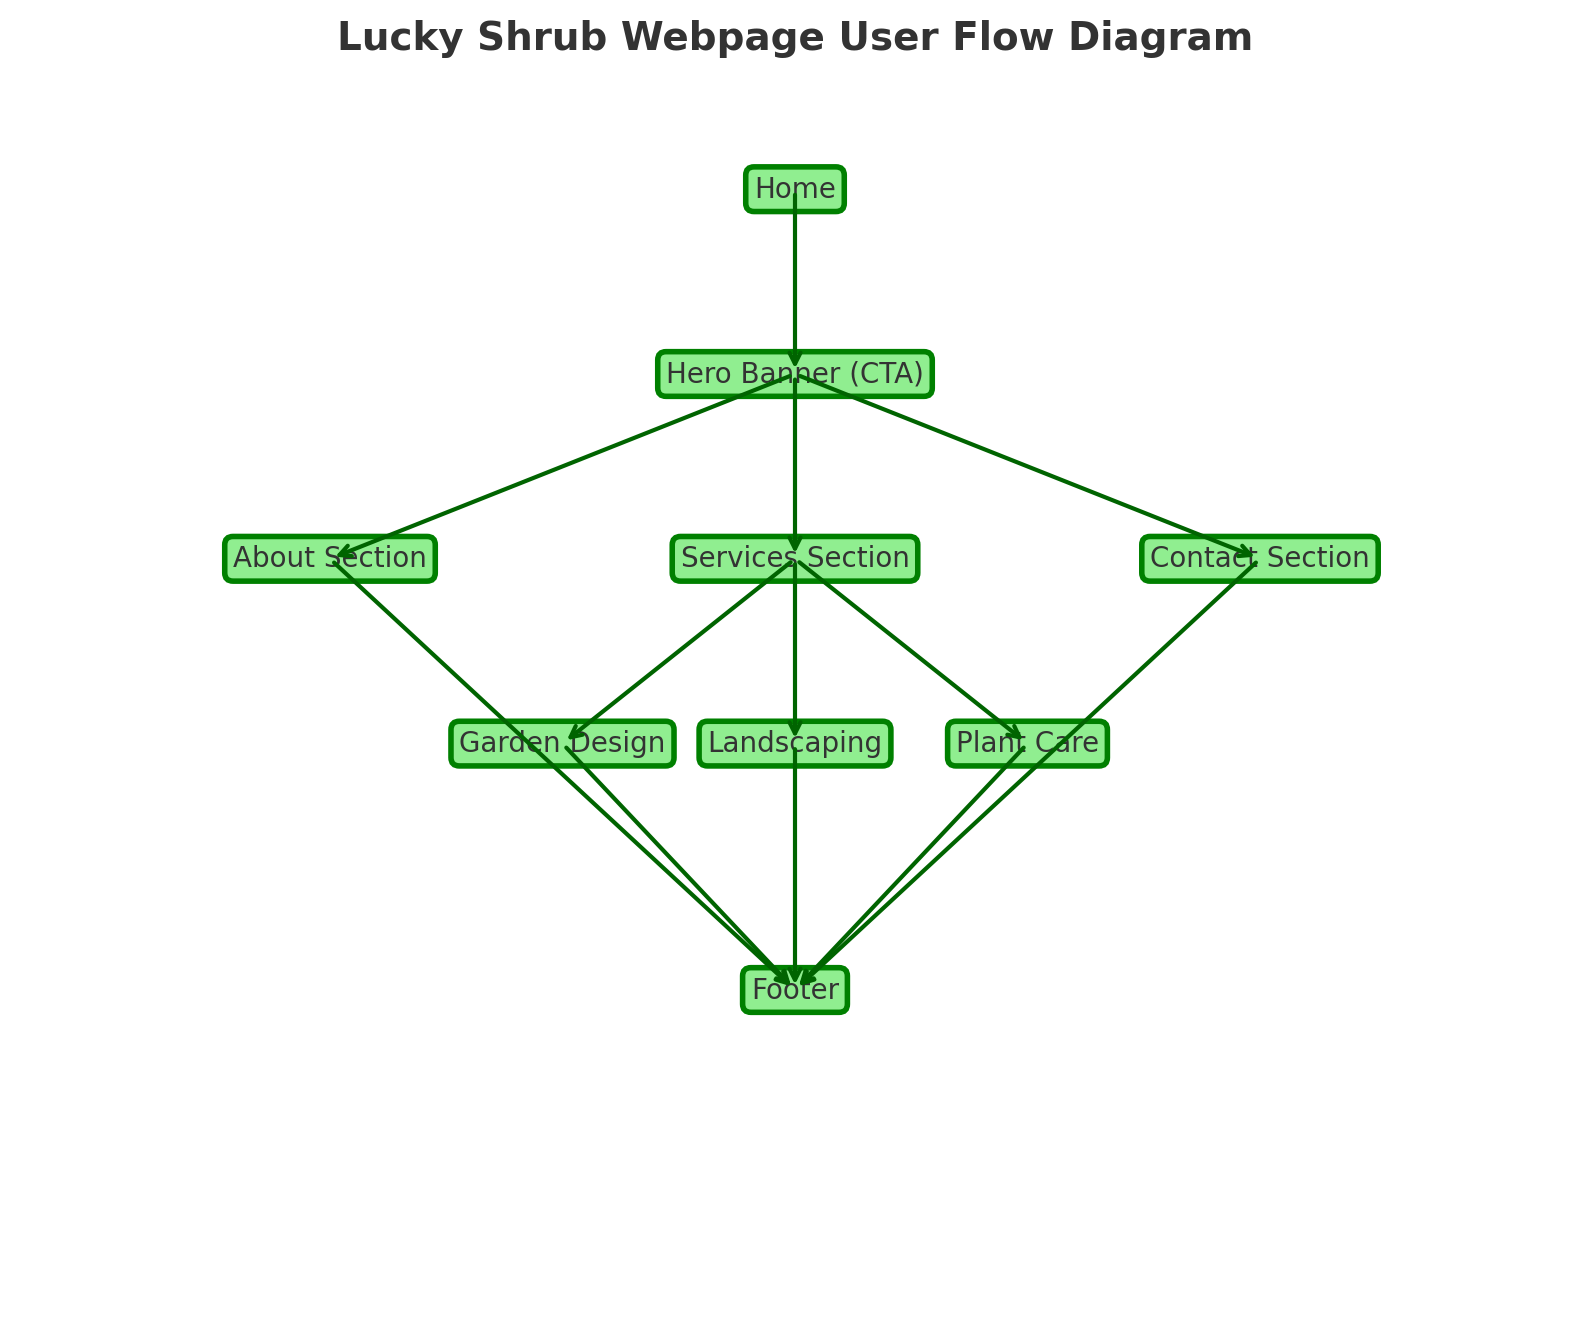 Lucky Shrub Webpage User Flow Diagram
Home
Hero Banner (CTA)
About Section
Services Section
Contact Section
Garden Design
Landscaping
Plant Care
Footer